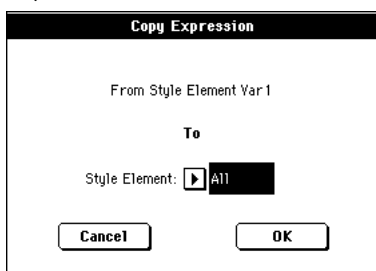 Copy Expression
From Style Element Var1
To
Style Element: All
Cancel OK